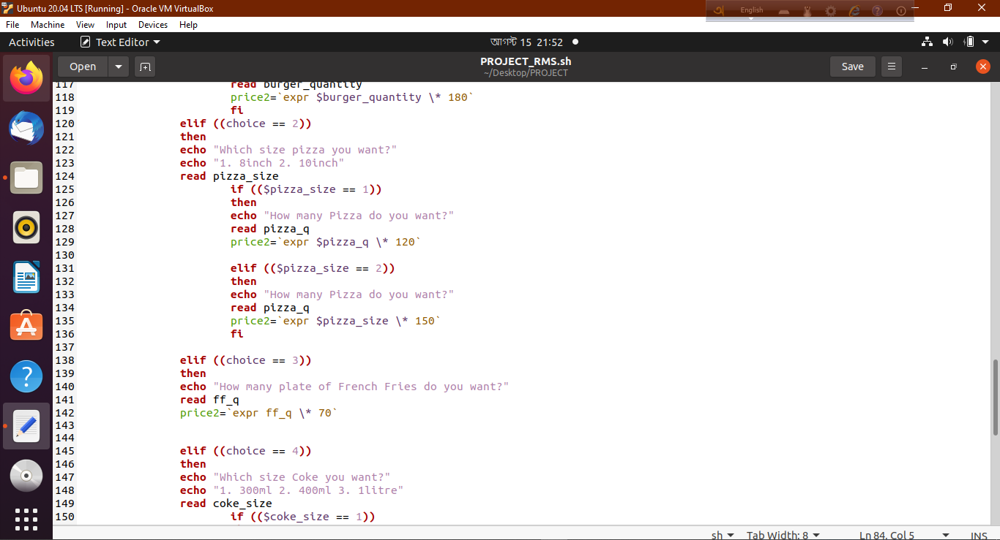 Ubuntu 20.04 LTS [Running] - Oracle VM VirtualBox
English
File Machine View Input Devices Help
Activities Text Editor আগস্ট 15 21:52
Open PROJECT_RMS.sh Save
~/Desktop/PROJECT
117 read burger_quantity
118 price2=`expr $burger_quantity \* 180`
119 fi
120 elif ((choice == 2))
121 then
122 echo "Which size pizza you want?"
123 echo "1. 8inch 2. 10inch"
124 read pizza_size
125 if (($pizza_size == 1))
126 then
127 echo "How many Pizza do you want?"
128 read pizza_q
129 price2=`expr $pizza_q \* 120`
130
131 elif (($pizza_size == 2))
132 then
133 echo "How many Pizza do you want?"
134 read pizza_q
135 price2=`expr $pizza_size \* 150`
136 fi
137
138 elif ((choice == 3))
139 then
140 echo "How many plate of French Fries do you want?"
141 read ff_q
142 price2=`expr ff_q \* 70`
143
144
145 elif ((choice == 4))
146 then
147 echo "Which size Coke you want?"
148 echo "1. 300ml 2. 400ml 3. 1litre"
149 read coke_size
150 if (($coke_size == 1))
sh Tab Width: 8 Ln 84, Col 5 INS